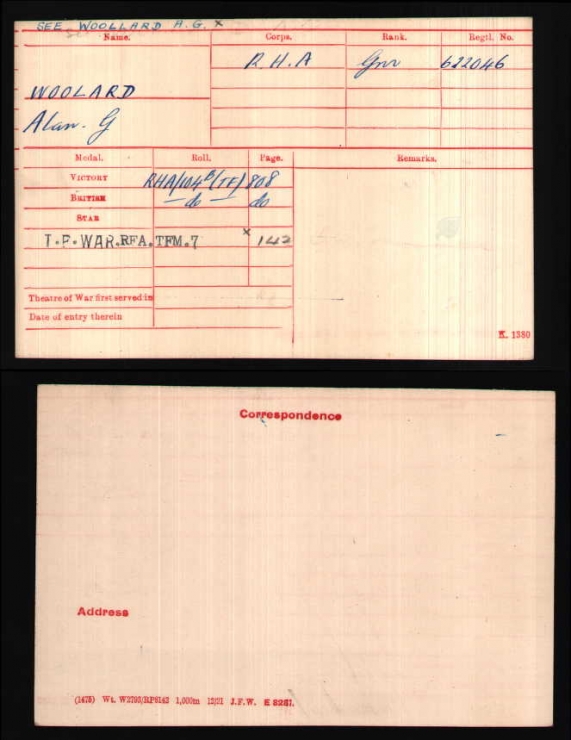 SEE WOOLLARD A.G. x
Name. Corps. Rank. Regtl. No.
R.H.A Gnr 622046
WOOLARD
Alan. G
Medal. Roll. Page. Remarks.
VICTORY RHA/104B(TF) 808
BRITISH -do- do
STAR
T.F.WAR.RFA.TFM.7 x 142
Theatre of War first served in
Date of entry therein
K. 1380
Correspondence
Address
(1475) Wt. W2793/RP6142 1,000m 12/21 J.F.W. E 8281.